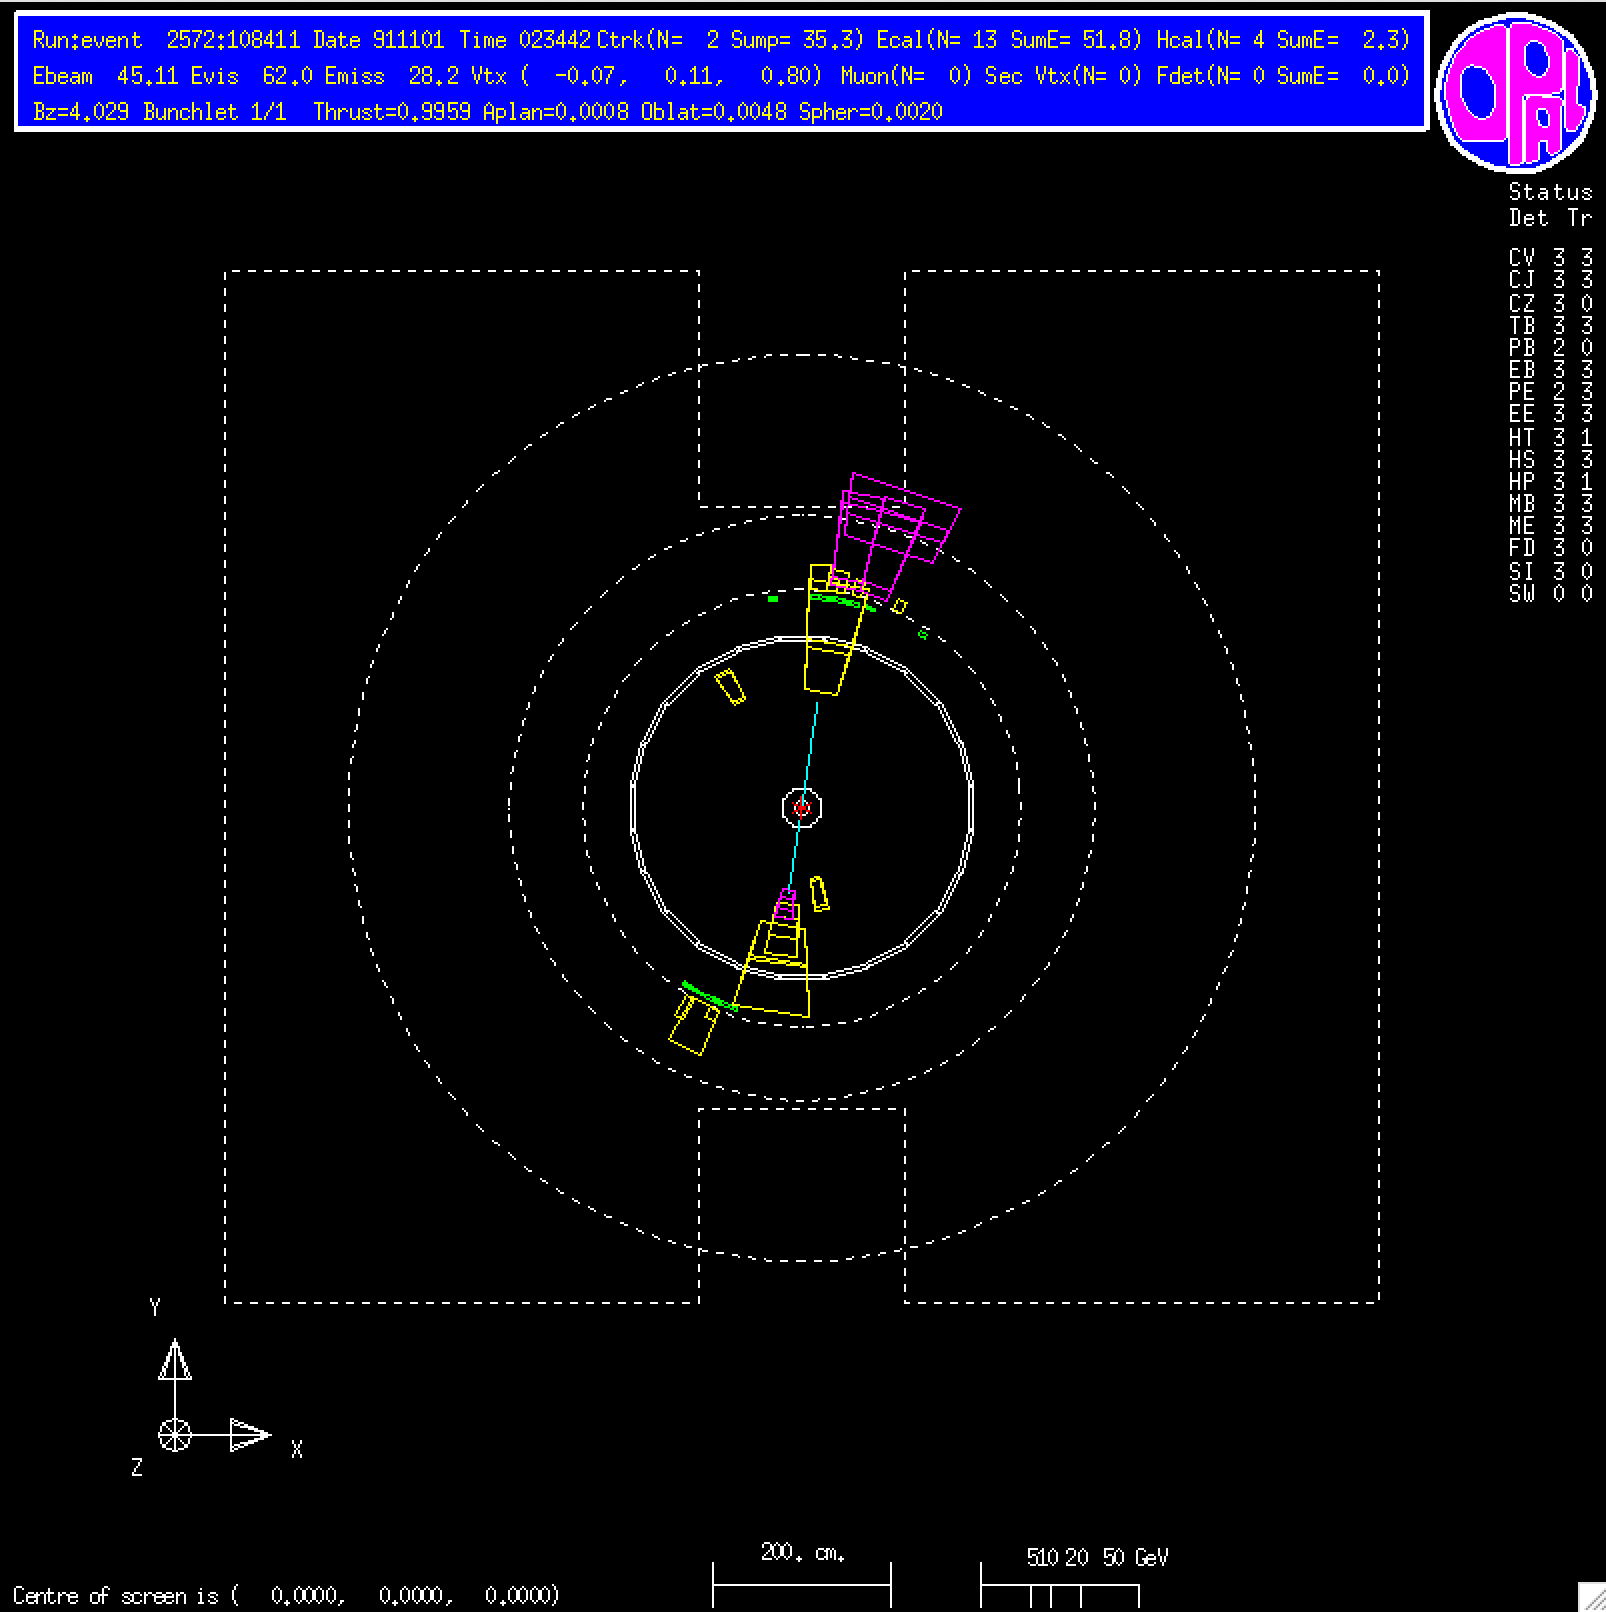 Run:event 2572:108411 Date 911101 Time 023442 Ctrk(N= 2 Sump= 35.3) Ecal(N= 13 SumE= 51.8) Hcal(N= 4 SumE= 2.3)
Ebeam 45.11 Evis 62.0 Emiss 28.2 Vtx ( -0.07, 0.11, 0.80) Muon(N= 0) Sec Vtx(N= 0) Fdet(N= 0 SumE= 0.0)
Bz=4.029 Bunchlet 1/1 Thrust=0.9959 Aplan=0.0008 Oblat=0.0048 Spher=0.0020
OPAL
Status
Det Tr
CV 3 3
CJ 3 3
CZ 3 0
TB 3 3
PB 2 0
EB 3 3
PE 2 3
EE 3 3
HT 3 1
HS 3 3
HP 3 1
MB 3 3
ME 3 3
FD 3 0
SI 3 0
SW 0 0
Y
X
Z
200. cm.
5 10 20 50 GeV
Centre of screen is ( 0.0000, 0.0000, 0.0000)